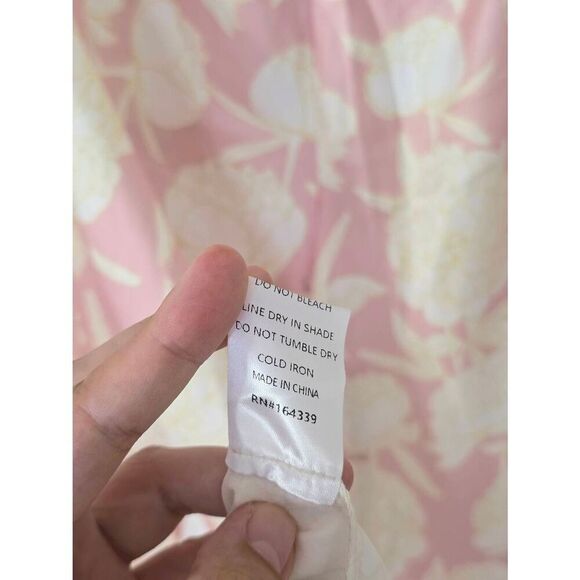 DO NOT BLEACH
LINE DRY IN SHADE
DO NOT TUMBLE DRY
COLD IRON
MADE IN CHINA
RN#164339